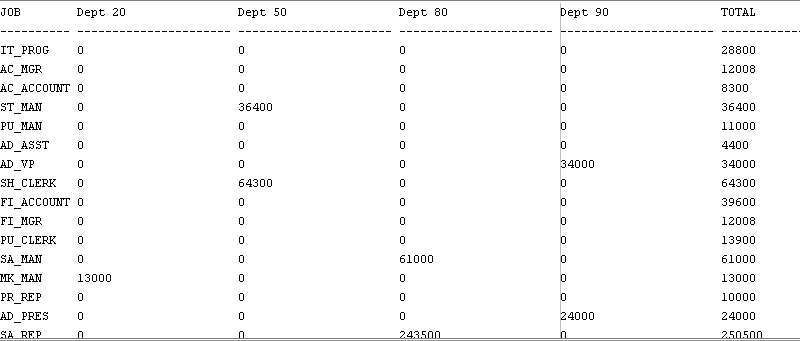 JOB Dept 20 Dept 50 Dept 80 Dept 90 TOTAL
---------- ---------------------- ---------------------- ---------------------- ---------------------- -----------
IT_PROG 0 0 0 0 28800
AC_MGR 0 0 0 0 12008
AC_ACCOUNT 0 0 0 0 8300
ST_MAN 0 36400 0 0 36400
PU_MAN 0 0 0 0 11000
AD_ASST 0 0 0 0 4400
AD_VP 0 0 0 34000 34000
SH_CLERK 0 64300 0 0 64300
FI_ACCOUNT 0 0 0 0 39600
FI_MGR 0 0 0 0 12008
PU_CLERK 0 0 0 0 13900
SA_MAN 0 0 61000 0 61000
MK_MAN 13000 0 0 0 13000
PR_REP 0 0 0 0 10000
AD_PRES 0 0 0 24000 24000
SA_REP 0 0 243500 0 250500